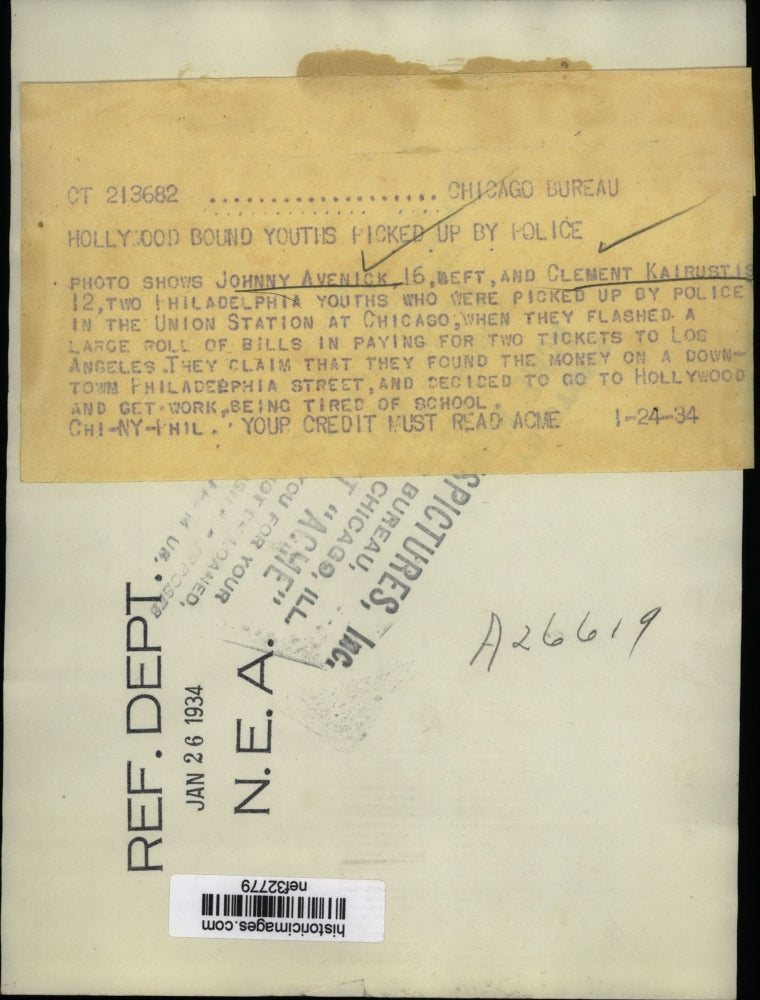 CT 213682 .................... CHICAGO BUREAU
HOLLYWOOD BOUND YOUTHS PICKED UP BY POLICE
PHOTO SHOWS JOHNNY AVENICK, 16, LEFT, AND CLEMENT KAIRUSTIS
12, TWO PHILADELPHIA YOUTHS WHO WERE PICKED UP BY POLICE
IN THE UNION STATION AT CHICAGO, WHEN THEY FLASHED A
LARGE ROLL OF BILLS IN PAYING FOR TWO TICKETS TO LOS
ANGELES. THEY CLAIM THAT THEY FOUND THE MONEY ON A DOWN-
TOWN PHILADELPHIA STREET, AND DECIDED TO GO TO HOLLYWOOD
AND GET WORK, BEING TIRED OF SCHOOL.
CHI-NY-PHIL. YOUR CREDIT MUST READ ACME 1-24-34
SPICTURES, Inc.
BUREAU,
CHICAGO, ILL.
"ACME"
YOU FOR YOUR
LOANED,
REF. DEPT.
JAN 26 1934
N. E. A.
A26619
historicimages.com
nef32779